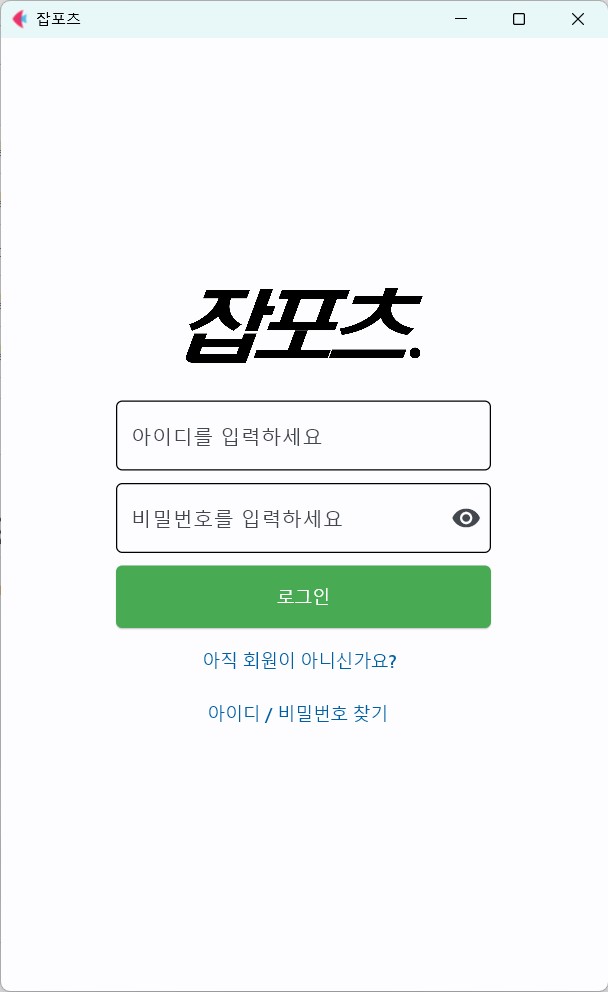 잡포츠
잡포츠.
아이디를 입력하세요
비밀번호를 입력하세요
로그인
아직 회원이 아니신가요?
아이디 / 비밀번호 찾기